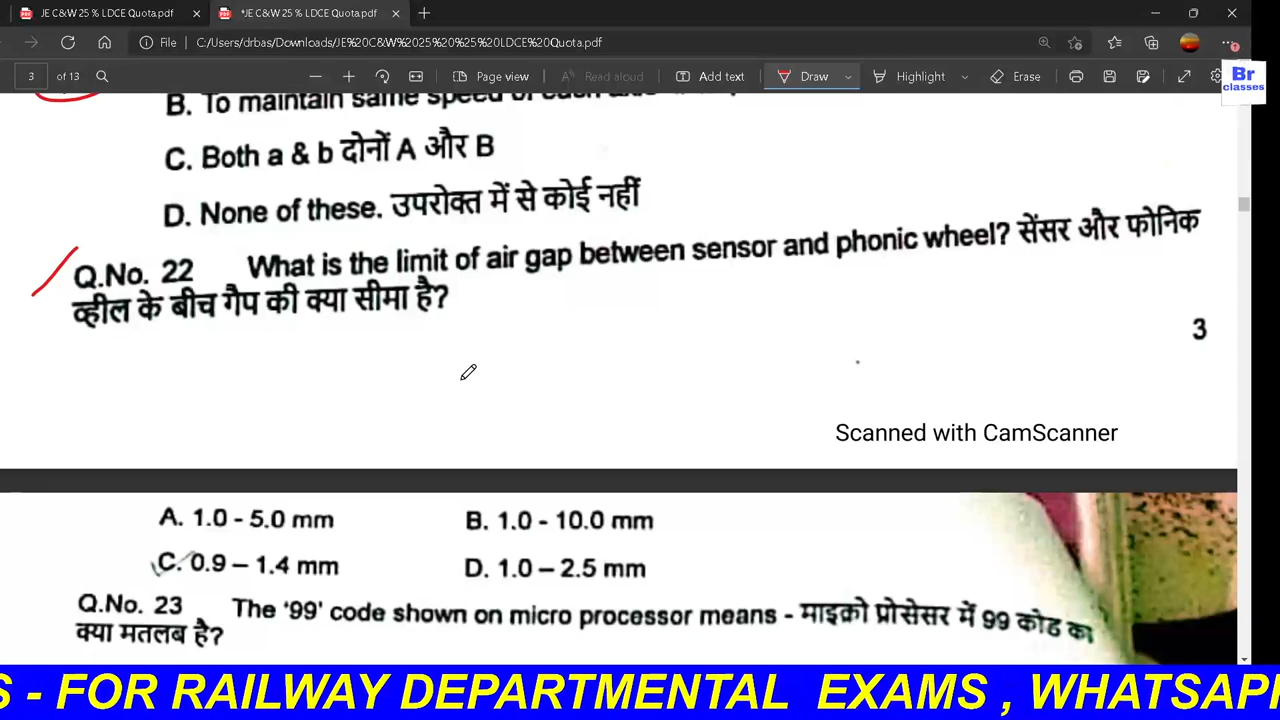 JE C&W 25 % LDCE Quota.pdf
*JE C&W 25 % LDCE Quota.pdf
File C:/Users/drbas/Downloads/JE%20C&W%2025%20%25%20LDCE%20Quota.pdf
3 of 13 Page view Read aloud Add text Draw Highlight Erase
Br
classes
B. To maintain same speed of each
C. Both a & b दोनों A और B
D. None of these. उपरोक्त में से कोई नहीं
Q.No. 22 What is the limit of air gap between sensor and phonic wheel? सेंसर और फोनिक
व्हील के बीच गैप की क्या सीमा है?
3
Scanned with CamScanner
A. 1.0 - 5.0 mm B. 1.0 - 10.0 mm
C. 0.9 – 1.4 mm D. 1.0 – 2.5 mm
Q.No. 23 The ‘99’ code shown on micro processor means - माइक्रो प्रोसेसर में 99 कोड का
क्या मतलब है?
S - FOR RAILWAY DEPARTMENTAL EXAMS , WHATSAPP